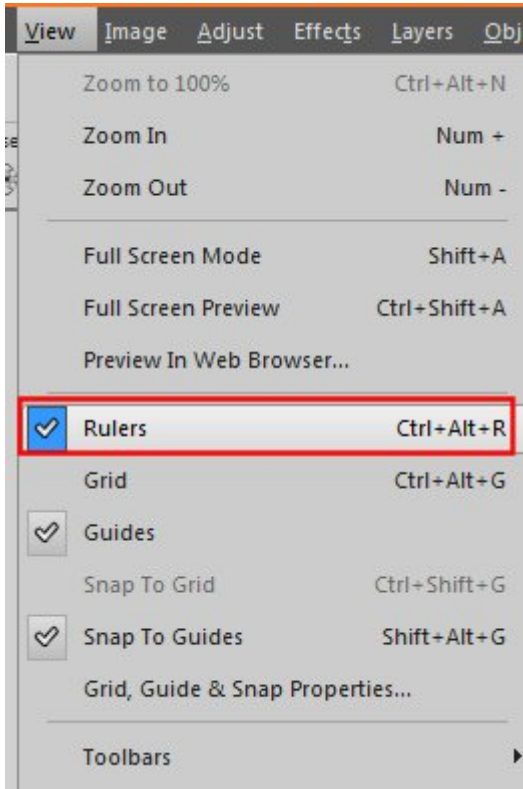 View Image Adjust Effects Layers Obj
Zoom to 100% Ctrl+Alt+N
Zoom In Num +
Zoom Out Num -
Full Screen Mode Shift+A
Full Screen Preview Ctrl+Shift+A
Preview In Web Browser...
Rulers Ctrl+Alt+R
Grid Ctrl+Alt+G
Guides
Snap To Grid Ctrl+Shift+G
Snap To Guides Shift+Alt+G
Grid, Guide & Snap Properties...
Toolbars